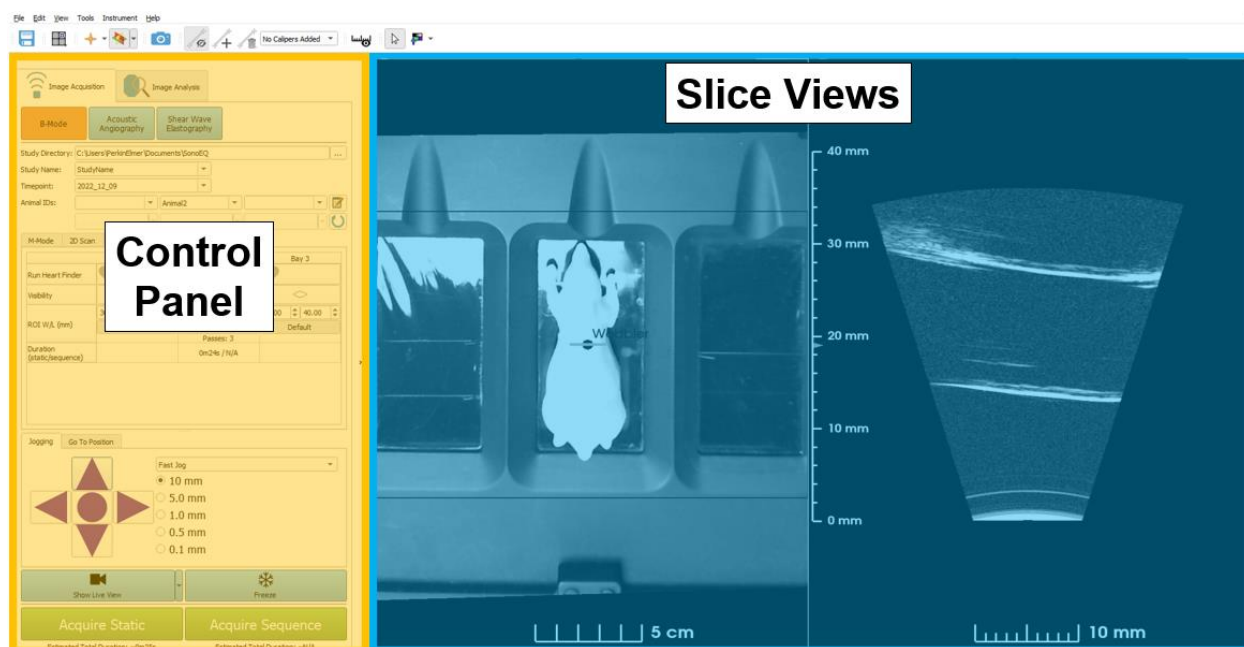 File Edit View Tools Instrument Help
No Calipers Added
Slice Views
Image Acquisition Image Analysis
B-Mode Acoustic Angiography Shear Wave Elastography
Study Directory: C:\Users\PerkinElmer\Documents\SonoEQ ...
Study Name: StudyName
Timepoint: 2022_12_09
Animal IDs: Animal2
M-Mode 2D Scan
Control
Panel
Bay 3
Run Heart Finder
Visibility
ROI W/L (mm) 40.00
Default
Passes: 3
Duration
(static/sequence) 0m24s / N/A
Jogging Go To Position
Fast Jog
10 mm
5.0 mm
1.0 mm
0.5 mm
0.1 mm
Show Live View Freeze
Acquire Static Acquire Sequence
40 mm
30 mm
20 mm
10 mm
0 mm
5 cm
10 mm